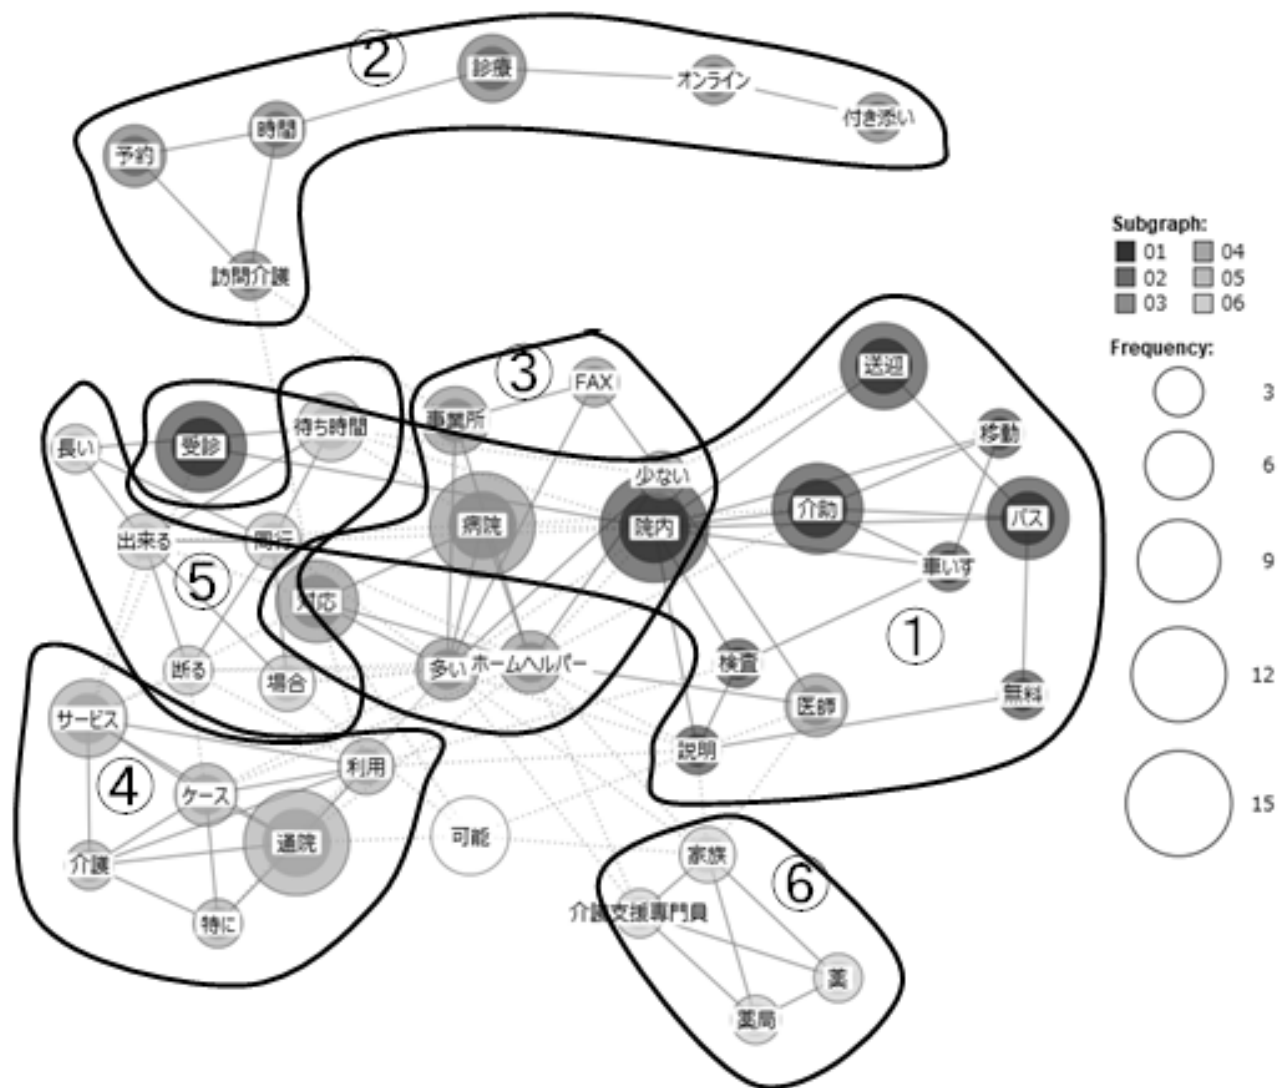 ②
診療
オンライン
付き添い
時間
予約
訪問介護
Subgraph:
01 04
02 05
03 06
Frequency:
3
6
9
12
15
③
FAX
事業所
送迎
待ち時間
受診
長い
移動
少ない
病院
院内
介助
バス
出来る
同行
車いす
⑤
対応
①
断る
場合
多い
ホームヘルパー
検査
医師
無料
説明
サービス
④
ケース
利用
通院
可能
介護
特に
家族
⑥
介護支援専門員
薬
薬局